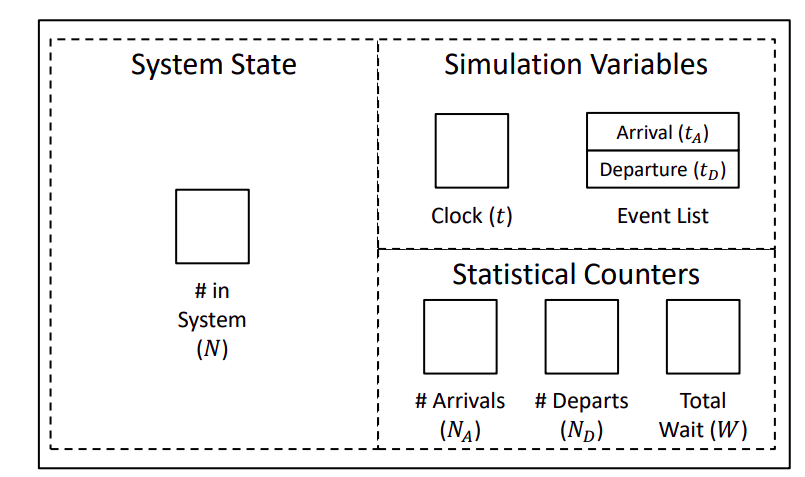 System State
# in
System
(N)
Simulation Variables
Clock (t)
Arrival (t_A)
Departure (t_D)
Event List
Statistical Counters
# Arrivals
(N_A)
# Departs
(N_D)
Total
Wait (W)